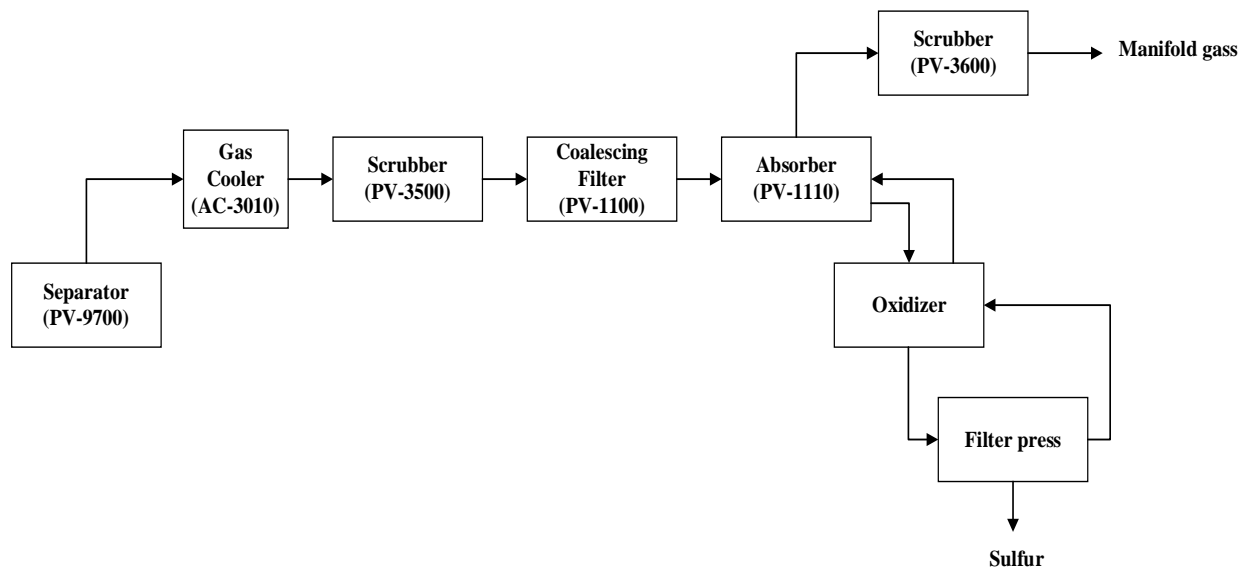 Scrubber
(PV-3600)
Manifold gass
Gas
Cooler
(AC-3010)
Scrubber
(PV-3500)
Coalescing
Filter
(PV-1100)
Absorber
(PV-1110)
Separator
(PV-9700)
Oxidizer
Filter press
Sulfur